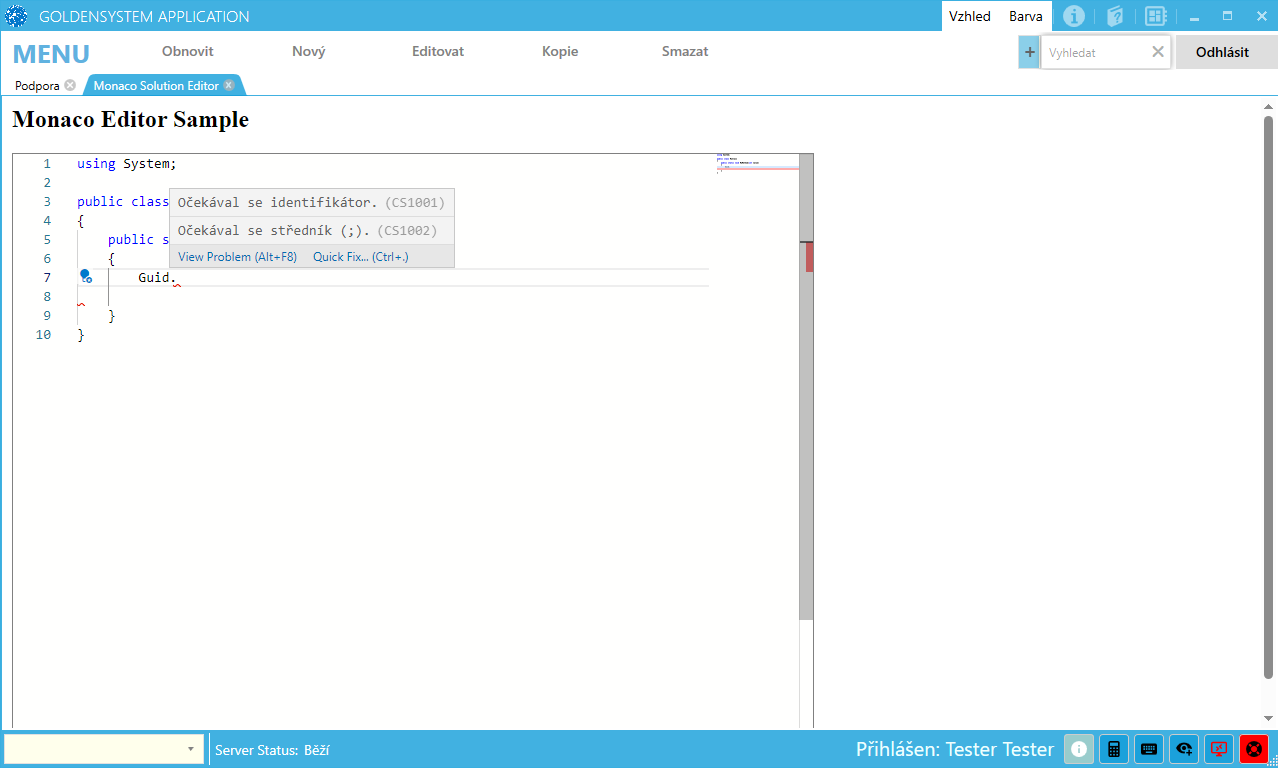 GOLDENSYSTEM APPLICATION
Vzhled Barva
MENU Obnovit Nový Editovat Kopie Smazat
+ Vyhledat Odhlásit
Podpora Monaco Solution Editor
Monaco Editor Sample
1 using System;
2
3 public class
4 {
5 public s
6 {
7 Guid.
8
9 }
10 }
Očekával se identifikátor. (CS1001)
Očekával se středník (;). (CS1002)
View Problem (Alt+F8) Quick Fix... (Ctrl+.)
Server Status: Běží
Přihlášen: Tester Tester